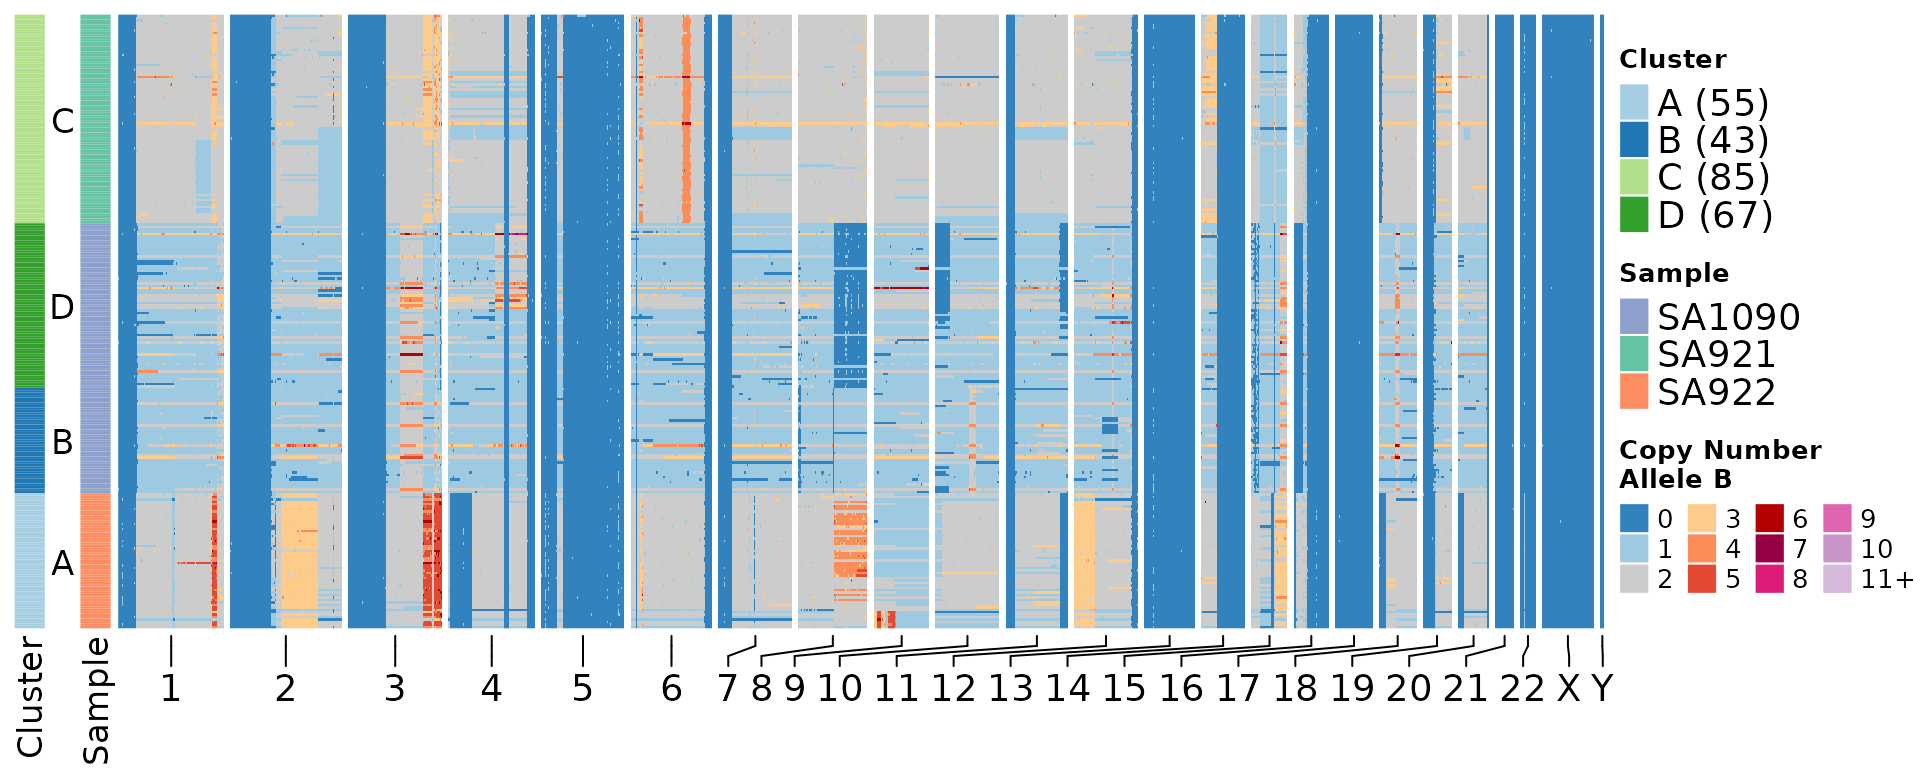 C
D
B
A
Cluster
Sample
1 2 3 4 5 6 7 8 9 10 11 12 13 14 15 16 17 18 19 20 21 22 X Y
Cluster
A (55)
B (43)
C (85)
D (67)
Sample
SA1090
SA921
SA922
Copy Number
Allele B
0 3 6 9
1 4 7 10
2 5 8 11+